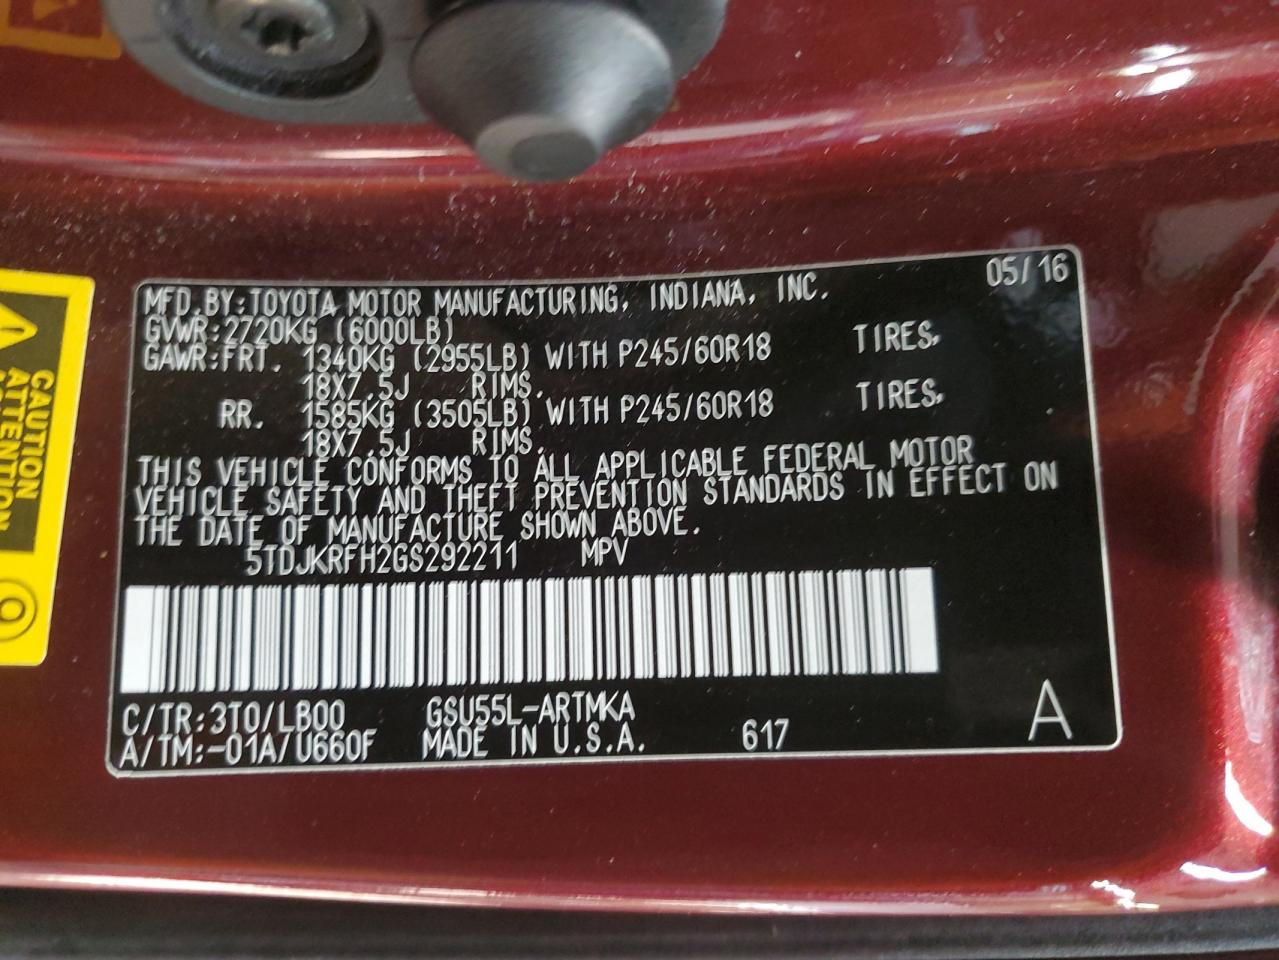 MFD.BY:TOYOTA MOTOR MANUFACTURING, INDIANA, INC. 05/16
GVWR:2720KG (6000LB)
GAWR:FRT. 1340KG (2955LB) WITH P245/60R18 TIRES,
18X7.5J RIMS.
RR. 1585KG (3505LB) WITH P245/60R18 TIRES,
18X7.5J RIMS.
THIS VEHICLE CONFORMS TO ALL APPLICABLE FEDERAL MOTOR
VEHICLE SAFETY AND THEFT PREVENTION STANDARDS IN EFFECT ON
THE DATE OF MANUFACTURE SHOWN ABOVE.
5TDJKRFH2GS292211 MPV
C/TR:3T0/LB00 GSU55L-ARTMKA
A/TM:-01A/U660F MADE IN U.S.A. 617 A
CAUTION
ATTENTION